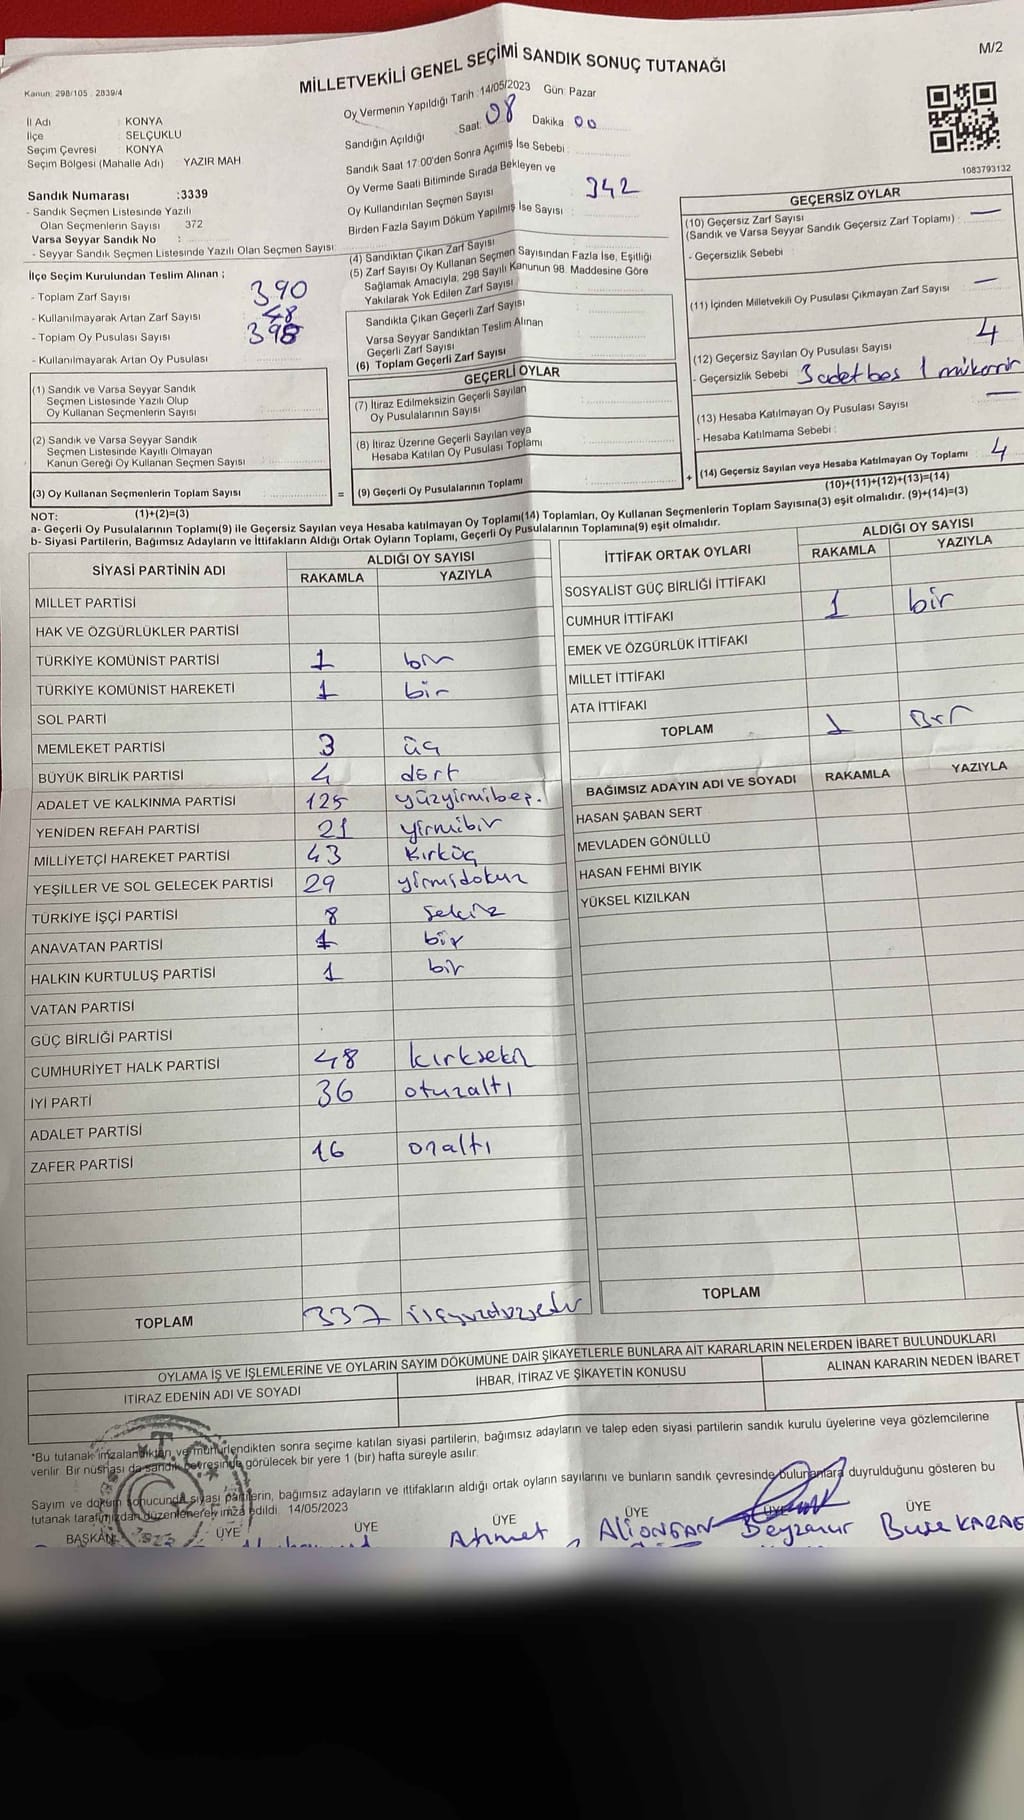 M/2
MİLLETVEKİLİ GENEL SEÇİMİ SANDIK SONUÇ TUTANAĞI
Kanun: 298/105 , 2839/4
Oy Vermenin Yapıldığı Tarih : 14/05/2023 Gün: Pazar
İl Adı : KONYA
İlçe : SELÇUKLU
Seçim Çevresi : KONYA
Seçim Bölgesi (Mahalle Adı) YAZIR MAH
Sandık Numarası :3339
- Sandık Seçmen Listesinde Yazılı
Olan Seçmenlerin Sayısı : 372
Varsa Seyyar Sandık No :
- Seyyar Sandık Seçmen Listesinde Yazılı Olan Seçmen Sayısı:
Sandığın Açıldığı Saat: 08 Dakika 00
Sandık Saat 17:00'den Sonra Açımış İse Sebebi :
Oy Verme Saati Bitiminde Sırada Bekleyen ve
Oy Kullandırılan Seçmen Sayısı : 342
Birden Fazla Sayım Döküm Yapılmış İse Sayısı :
1083793132
İlçe Seçim Kurulundan Teslim Alınan ;
- Toplam Zarf Sayısı : 390
- Kullanılmayarak Artan Zarf Sayısı : 48
- Toplam Oy Pusulası Sayısı : 398
- Kullanılmayarak Artan Oy Pusulası
(1) Sandık ve Varsa Seyyar Sandık
Seçmen Listesinde Yazılı Olup
Oy Kullanan Seçmenlerin Sayısı :
(2) Sandık ve Varsa Seyyar Sandık
Seçmen Listesinde Kayıtlı Olmayan
Kanun Gereği Oy Kullanan Seçmen Sayısı :
(3) Oy Kullanan Seçmenlerin Toplam Sayısı :
(4) Sandıktan Çıkan Zarf Sayısı
(5) Zarf Sayısı Oy Kullanan Seçmen Sayısından Fazla İse, Eşitliği
Sağlamak Amacıyla; 298 Sayılı Kanunun 98. Maddesine Göre
Yakılarak Yok Edilen Zarf Sayısı :
Sandıkta Çıkan Geçerli Zarf Sayısı :
Varsa Seyyar Sandıktan Teslim Alınan
Geçerli Zarf Sayısı :
(6) Toplam Geçerli Zarf Sayısı :
GEÇERLİ OYLAR
(7) İtiraz Edilmeksizin Geçerli Sayılan
Oy Pusulalarının Sayısı :
(8) İtiraz Üzerine Geçerli Sayılan veya
Hesaba Katılan Oy Pusulası Toplamı :
= (9) Geçerli Oy Pusulalarının Toplamı :
GEÇERSİZ OYLAR
(10) Geçersiz Zarf Sayısı
(Sandık ve Varsa Seyyar Sandık Geçersiz Zarf Toplamı) : —
- Geçersizlik Sebebi :
(11) İçinden Milletvekili Oy Pusulası Çıkmayan Zarf Sayısı : —
(12) Geçersiz Sayılan Oy Pusulası Sayısı : 4
- Geçersizlik Sebebi : 3 adet bos 1 mükerrir
(13) Hesaba Katılmayan Oy Pusulası Sayısı : —
- Hesaba Katılmama Sebebi :
+ (14) Geçersiz Sayılan veya Hesaba Katılmayan Oy Toplamı : 4
(10)+(11)+(12)+(13)=(14)
NOT: (1)+(2)=(3)
a- Geçerli Oy Pusulalarının Toplamı(9) ile Geçersiz Sayılan veya Hesaba katılmayan Oy Toplamı(14) Toplamları, Oy Kullanan Seçmenlerin Toplam Sayısına(3) eşit olmalıdır. (9)+(14)=(3)
b- Siyasi Partilerin, Bağımsız Adayların ve İttifakların Aldığı Ortak Oyların Toplamı, Geçerli Oy Pusulalarının Toplamına(9) eşit olmalıdır.
SİYASİ PARTİNİN ADI ALDIĞI OY SAYISI
RAKAMLA YAZIYLA
MİLLET PARTİSİ
HAK VE ÖZGÜRLÜKLER PARTİSİ
TÜRKİYE KOMÜNİST PARTİSİ 1 bir
TÜRKİYE KOMÜNİST HAREKETİ 1 bir
SOL PARTİ
MEMLEKET PARTİSİ 3 üç
BÜYÜK BİRLİK PARTİSİ 4 dört
ADALET VE KALKINMA PARTİSİ 125 yüzyirmibeş.
YENİDEN REFAH PARTİSİ 21 yirmibir
MİLLİYETÇİ HAREKET PARTİSİ 43 Kırküç
YEŞİLLER VE SOL GELECEK PARTİSİ 29 yirmidokuz
TÜRKİYE İŞÇİ PARTİSİ 8 sekiz
ANAVATAN PARTİSİ 1 bir
HALKIN KURTULUŞ PARTİSİ 1 bir
VATAN PARTİSİ
GÜÇ BİRLİĞİ PARTİSİ
CUMHURİYET HALK PARTİSİ 48 kırksekiz
İYİ PARTİ 36 otuzaltı
ADALET PARTİSİ
ZAFER PARTİSİ 16 onaltı
TOPLAM 337 üçyüzotuzyedi
İTTİFAK ORTAK OYLARI ALDIĞI OY SAYISI
RAKAMLA YAZIYLA
SOSYALİST GÜÇ BİRLİĞİ İTTİFAKI
CUMHUR İTTİFAKI 1 bir
EMEK VE ÖZGÜRLÜK İTTİFAKI
MİLLET İTTİFAKI
ATA İTTİFAKI
TOPLAM 1 Bir
BAĞIMSIZ ADAYIN ADI VE SOYADI RAKAMLA YAZIYLA
HASAN ŞABAN SERT
MEVLADEN GÖNÜLLÜ
HASAN FEHMİ BIYIK
YÜKSEL KIZILKAN
TOPLAM
OYLAMA İŞ VE İŞLEMLERİNE VE OYLARIN SAYIM DÖKÜMÜNE DAİR ŞİKAYETLERLE BUNLARA AİT KARARLARIN NELERDEN İBARET BULUNDUKLARI
İTİRAZ EDENİN ADI VE SOYADI İHBAR, İTİRAZ VE ŞİKAYETİN KONUSU ALINAN KARARIN NEDEN İBARET
*Bu tutanak imzalandıktan ve mühürlendikten sonra seçime katılan siyasi partilerin, bağımsız adayların ve talep eden siyasi partilerin sandık kurulu üyelerine veya gözlemcilerine
verilir. Bir nüshası da sandık çevresinde görülecek bir yere 1 (bir) hafta süreyle asılır.
Sayım ve döküm sonucunda siyasi partilerin, bağımsız adayların ve ittifakların aldığı ortak oyların sayılarını ve bunların sandık çevresinde bulunanlara duyrulduğunu gösteren bu
tutanak tarafımızdan düzenlenerek imza edildi. 14/05/2023
BAŞKAN ÜYE ÜYE ÜYE ÜYE ÜYE ÜYE
Ahmet Ali ONGAN Beyzanur Buse